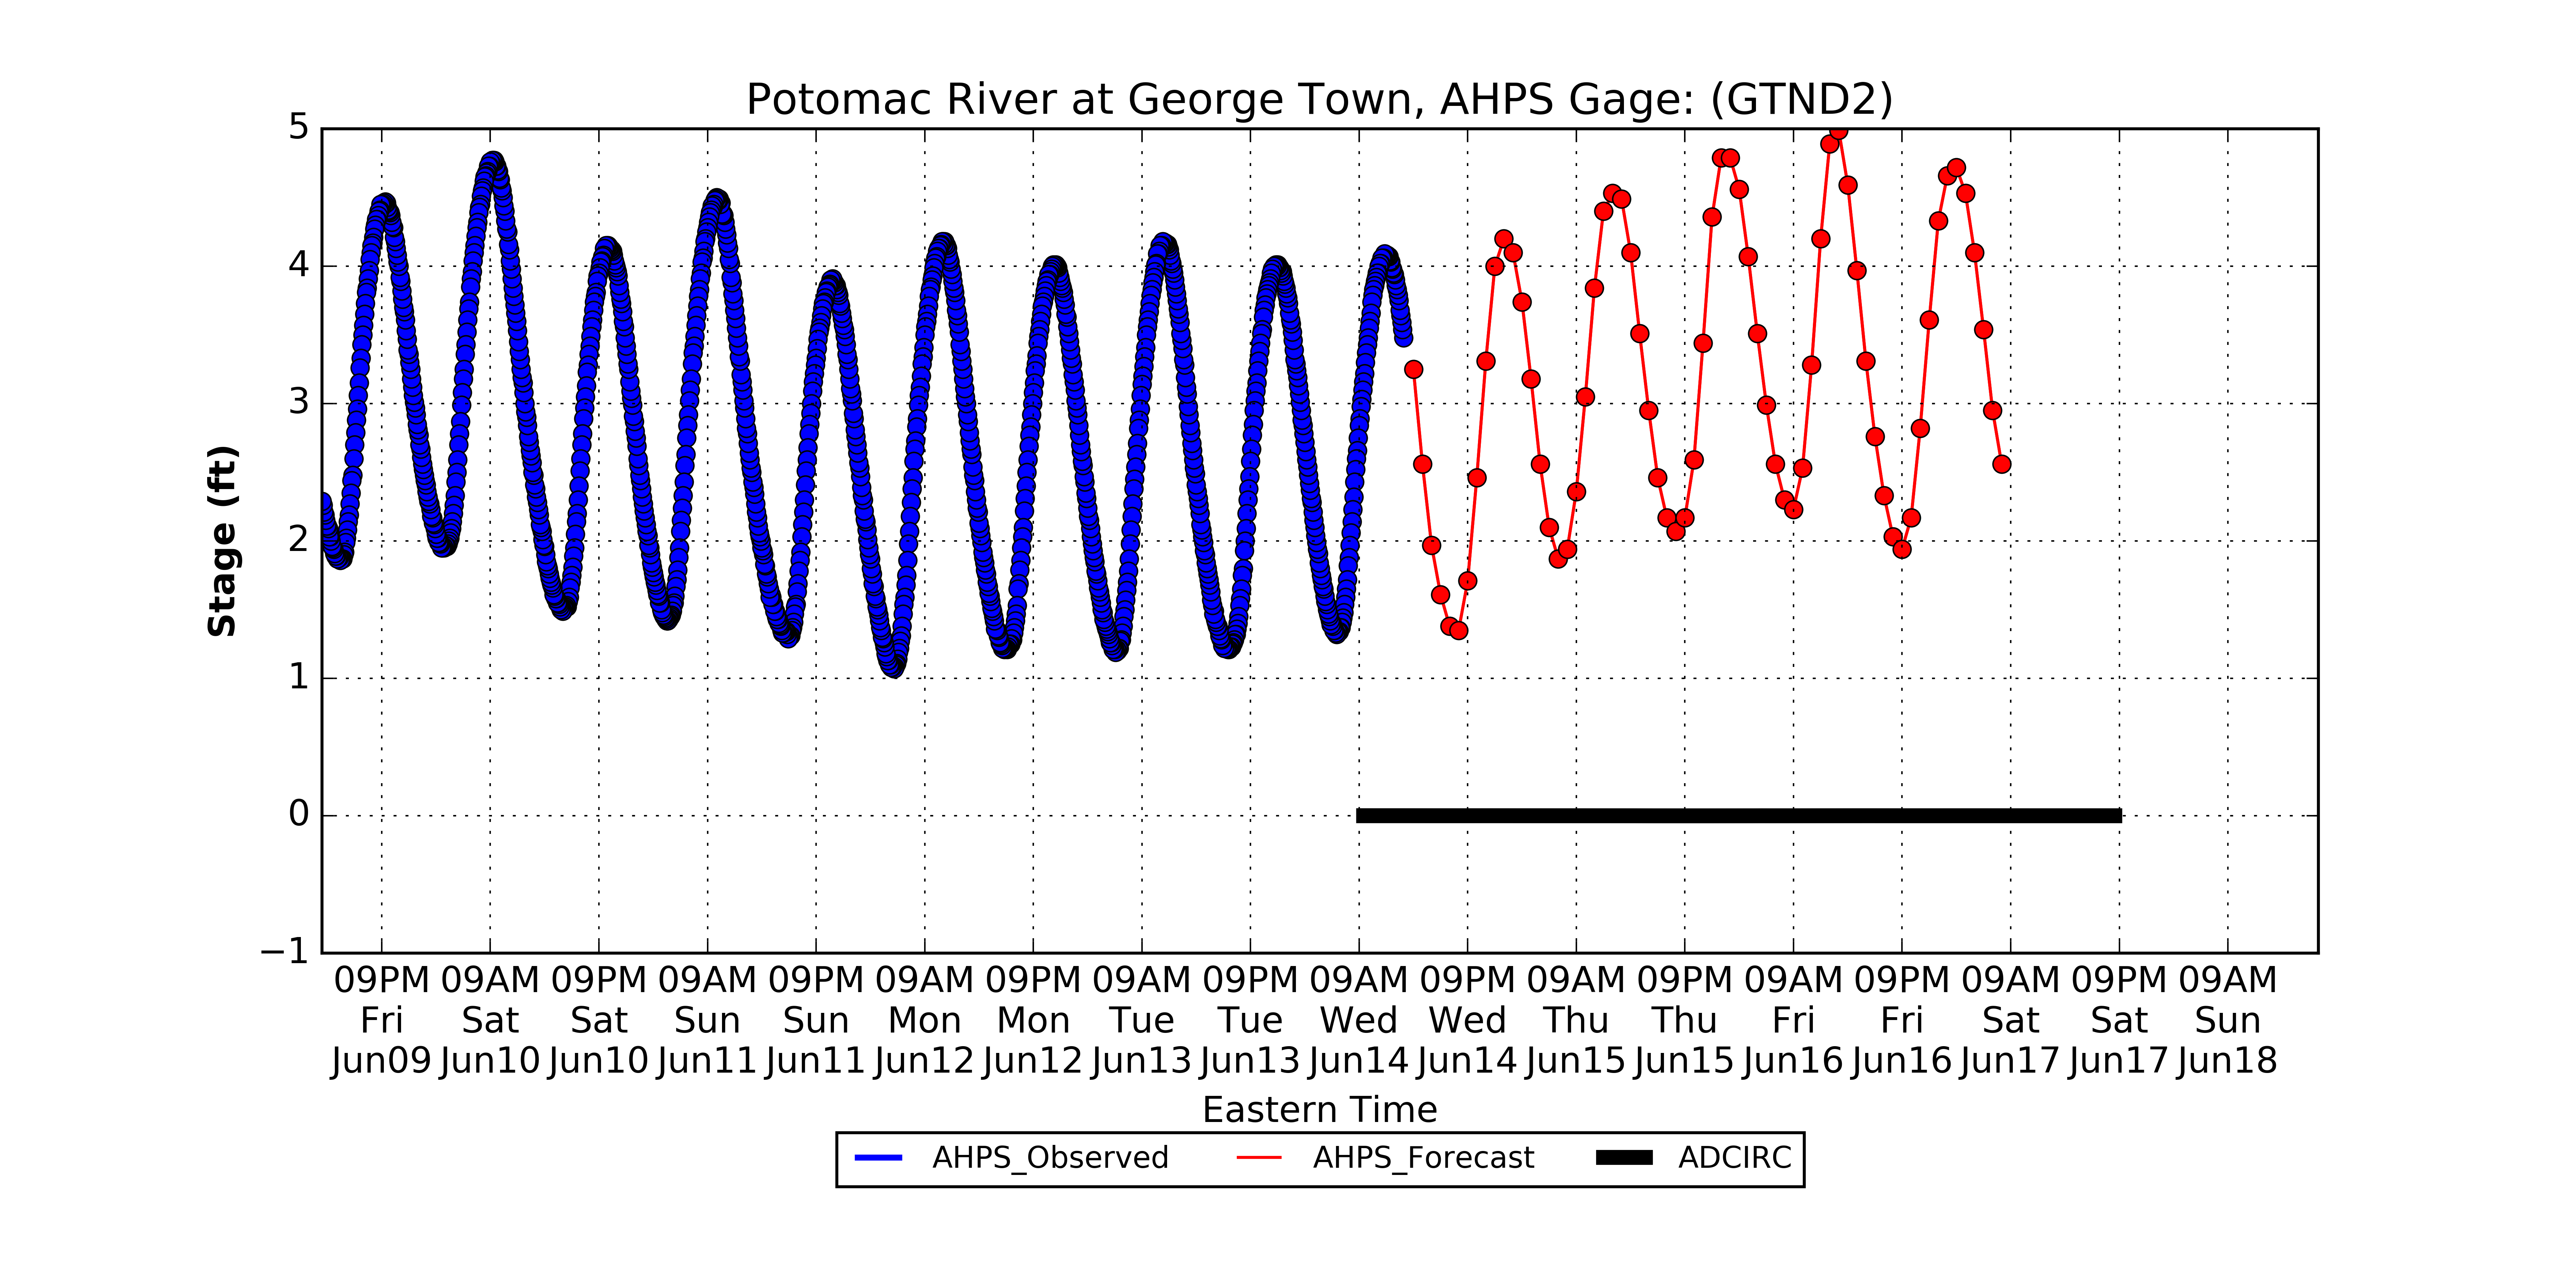 Potomac River at George Town, AHPS Gage: (GTND2)
5
4
3
2
1
0
−1
Stage (ft)
09PM 09AM 09PM 09AM 09PM 09AM 09PM 09AM 09PM 09AM 09PM 09AM 09PM 09AM 09PM 09AM 09PM 09AM
Fri Sat Sat Sun Sun Mon Mon Tue Tue Wed Wed Thu Thu Fri Fri Sat Sat Sun
Jun09 Jun10 Jun10 Jun11 Jun11 Jun12 Jun12 Jun13 Jun13 Jun14 Jun14 Jun15 Jun15 Jun16 Jun16 Jun17 Jun17 Jun18
Eastern Time
AHPS_Observed AHPS_Forecast ADCIRC